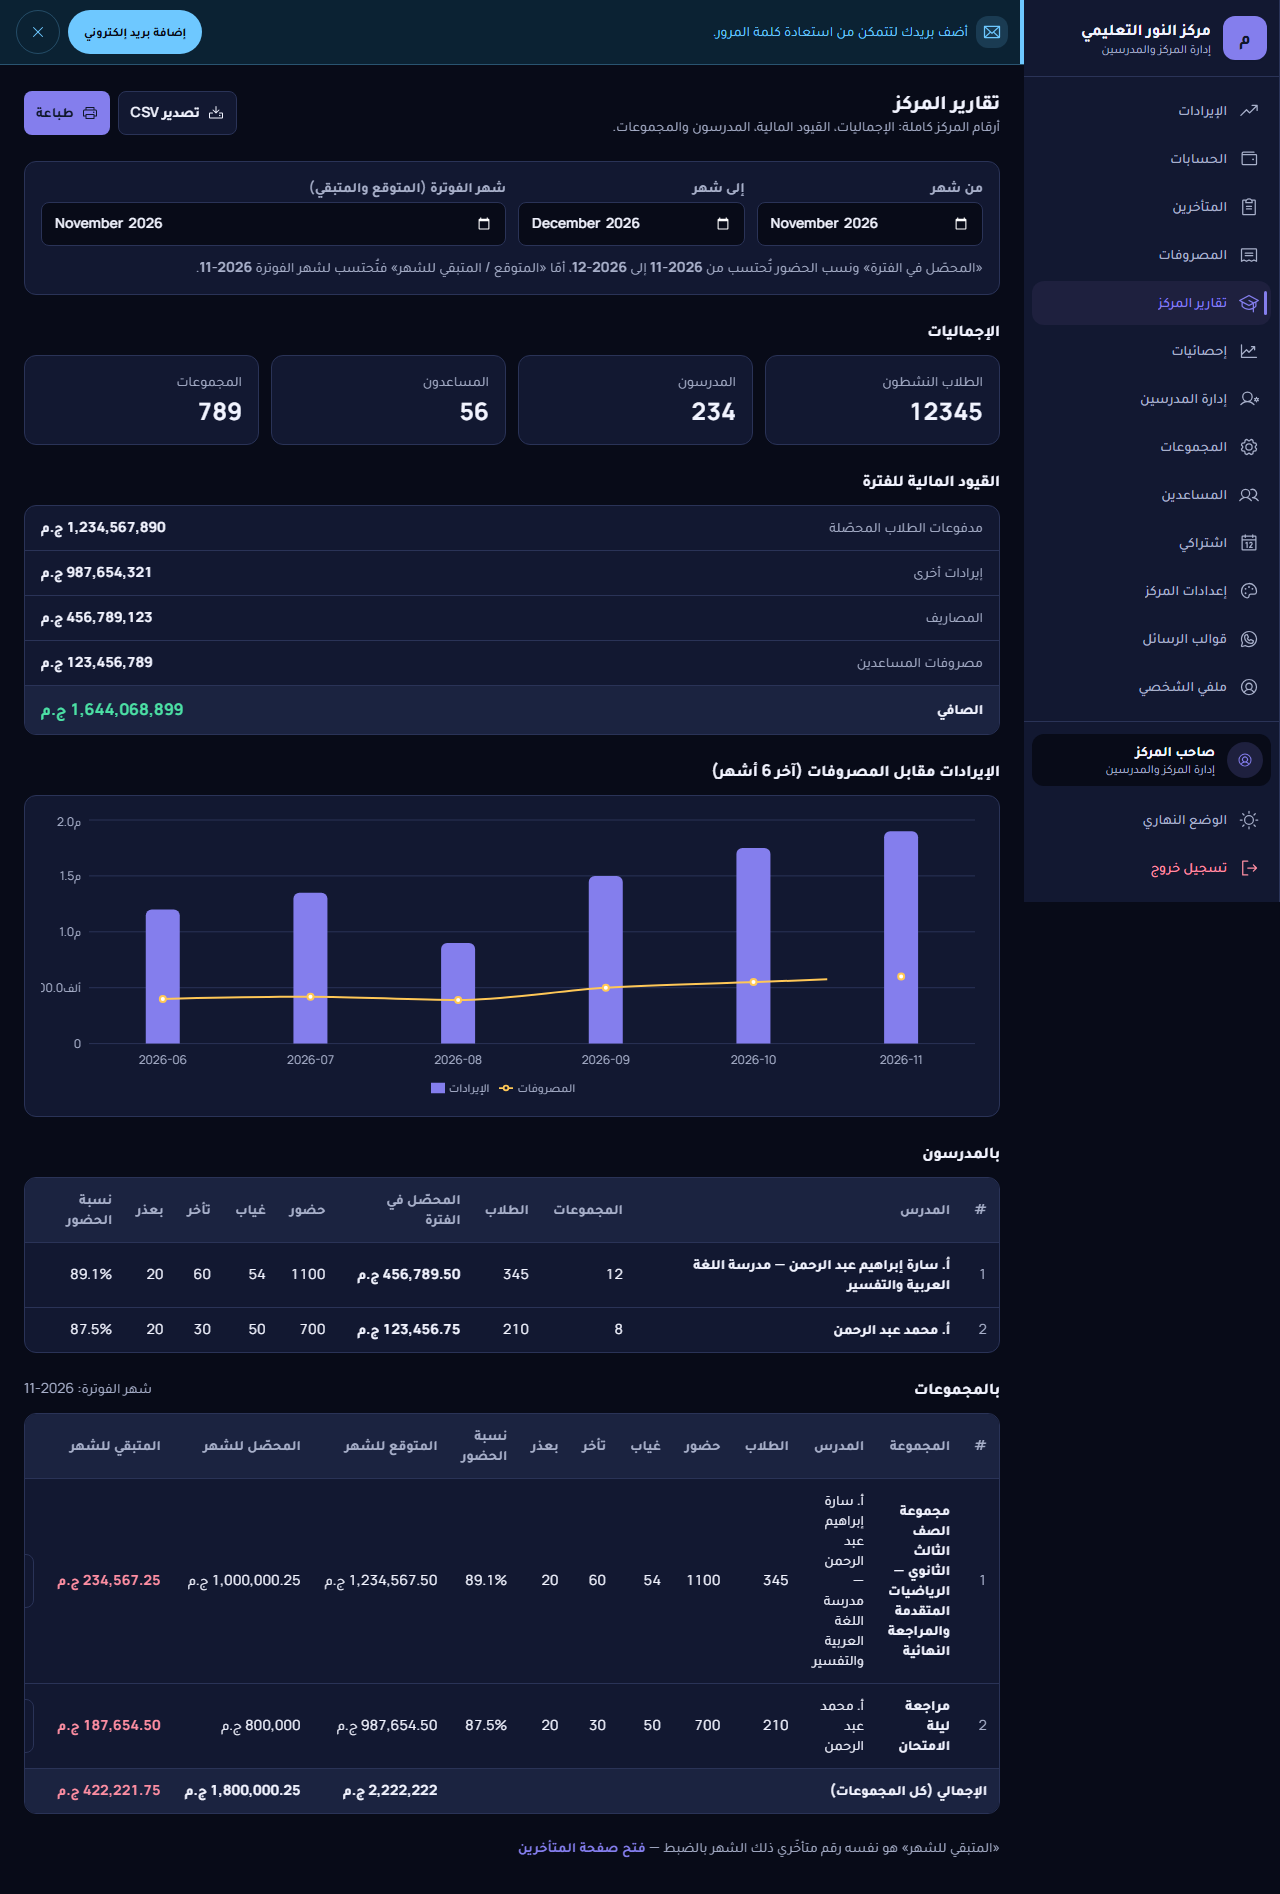 مركز النور التعليمي
إدارة المركز والمدرسين
م
الإيرادات
الحسابات
المتأخرين
المصروفات
تقارير المركز
إحصائيات
إدارة المدرسين
المجموعات
المساعدين
اشتراكي
إعدادات المركز
قوالب الرسائل
ملفي الشخصي
صاحب المركز
إدارة المركز والمدرسين
الوضع النهاري
تسجيل خروج
أضف بريدك لتتمكن من استعادة كلمة المرور.
إضافة بريد إلكتروني
تقارير المركز
أرقام المركز كاملة: الإجماليات، القيود المالية، المدرسون والمجموعات.
تصدير CSV
طباعة
من شهر
إلى شهر
شهر الفوترة (المتوقع والمتبقي)
November 2026
December 2026
November 2026
«المحصّل في الفترة» ونسب الحضور تُحتسب من 2026-11 إلى 2026-12، أمّا «المتوقع / المتبقي للشهر» فتُحتسب لشهر الفوترة 2026-11.
الإجماليات
الطلاب النشطون
12345
المدرسون
234
المساعدون
56
المجموعات
789
القيود المالية للفترة
مدفوعات الطلاب المحصّلة 1,234,567,890 ج.م
إيرادات أخرى 987,654,321 ج.م
المصاريف 456,789,123 ج.م
مصروفات المساعدين 123,456,789 ج.م
الصافي 1,644,068,899 ج.م
الإيرادات مقابل المصروفات (آخر 6 أشهر)
2.0م
1.5م
1.0م
00.0ألف
0
2026-06 2026-07 2026-08 2026-09 2026-10 2026-11
الإيرادات المصروفات
بالمدرسون
# المدرس المجموعات الطلاب المحصّل في الفترة حضور غياب تأخر بعذر نسبة الحضور
1 أ. سارة إبراهيم عبد الرحمن — مدرسة اللغة العربية والتفسير 12 345 456,789.50 ج.م 1100 54 60 20 89.1%
2 أ. محمد عبد الرحمن 8 210 123,456.75 ج.م 700 50 30 20 87.5%
بالمجموعات
شهر الفوترة: 2026-11
# المجموعة المدرس الطلاب حضور غياب تأخر بعذر نسبة الحضور المتوقع للشهر المحصّل للشهر المتبقي للشهر
1 مجموعة الصف الثالث الثانوي — الرياضيات المتقدمة والمراجعة النهائية أ. سارة إبراهيم عبد الرحمن — مدرسة اللغة العربية والتفسير 345 1100 54 60 20 89.1% 1,234,567.50 ج.م 1,000,000.25 ج.م 234,567.25 ج.م
2 مراجعة ليلة الامتحان أ. محمد عبد الرحمن 210 700 50 30 20 87.5% 987,654.50 ج.م 800,000 ج.م 187,654.50 ج.م
الإجمالي (كل المجموعات) 2,222,222 ج.م 1,800,000.25 ج.م 422,221.75 ج.م
«المتبقي للشهر» هو نفسه رقم متأخّري ذلك الشهر بالضبط — فتح صفحة المتأخرين